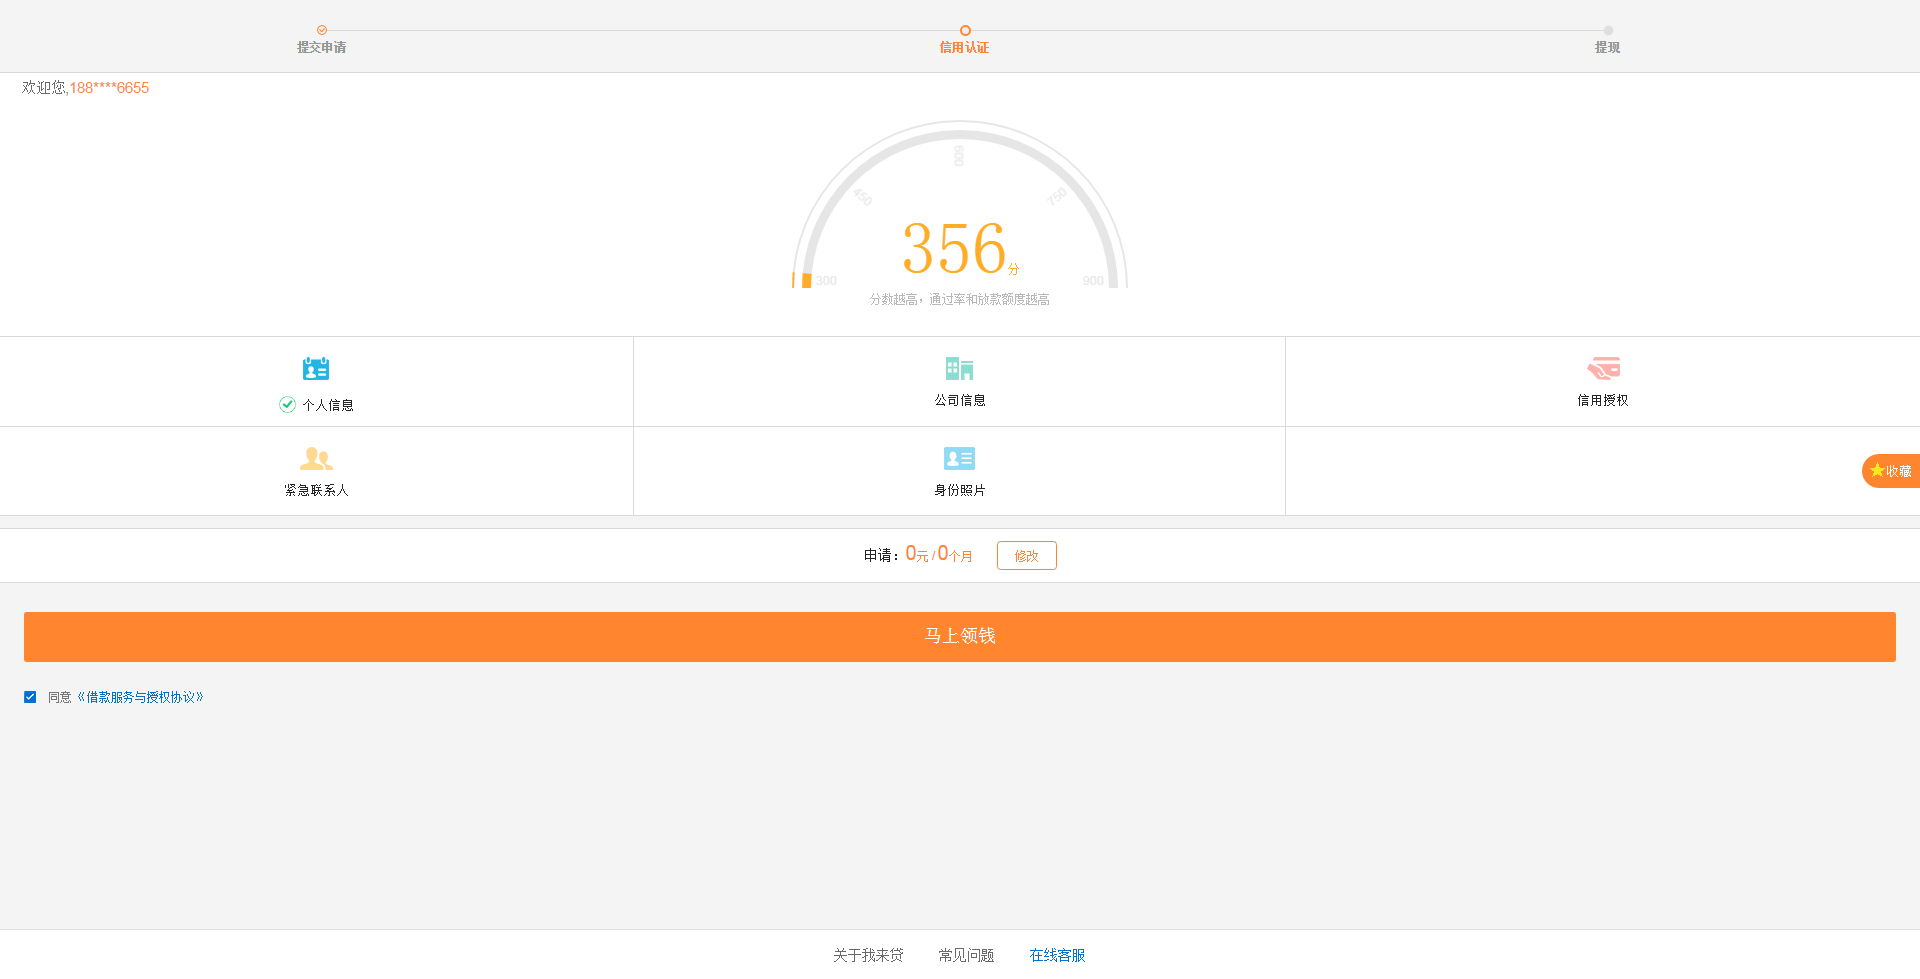 提交申请
信用认证
提现
欢迎您,188****6655
600
450
750
356分
300
900
分数越高，通过率和放款额度越高
个人信息
公司信息
信用授权
紧急联系人
身份照片
收藏
申请：0元 / 0个月
修改
马上领钱
同意《借款服务与授权协议》
关于我来贷 常见问题 在线客服